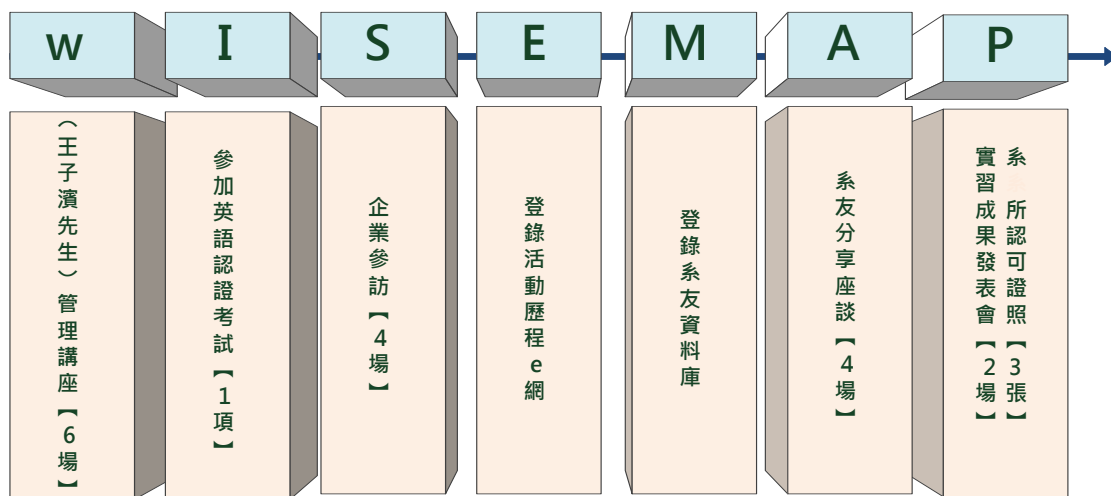 w
I
S
E
M
A
P
（王子濱先生）管理講座【6場】
參加英語認證考試【1項】
企業參訪【4場】
登錄活動歷程e網
登錄系友資料庫
系友分享座談【4場】
系 所認可證照【3張】
實習成果發表會【2場】